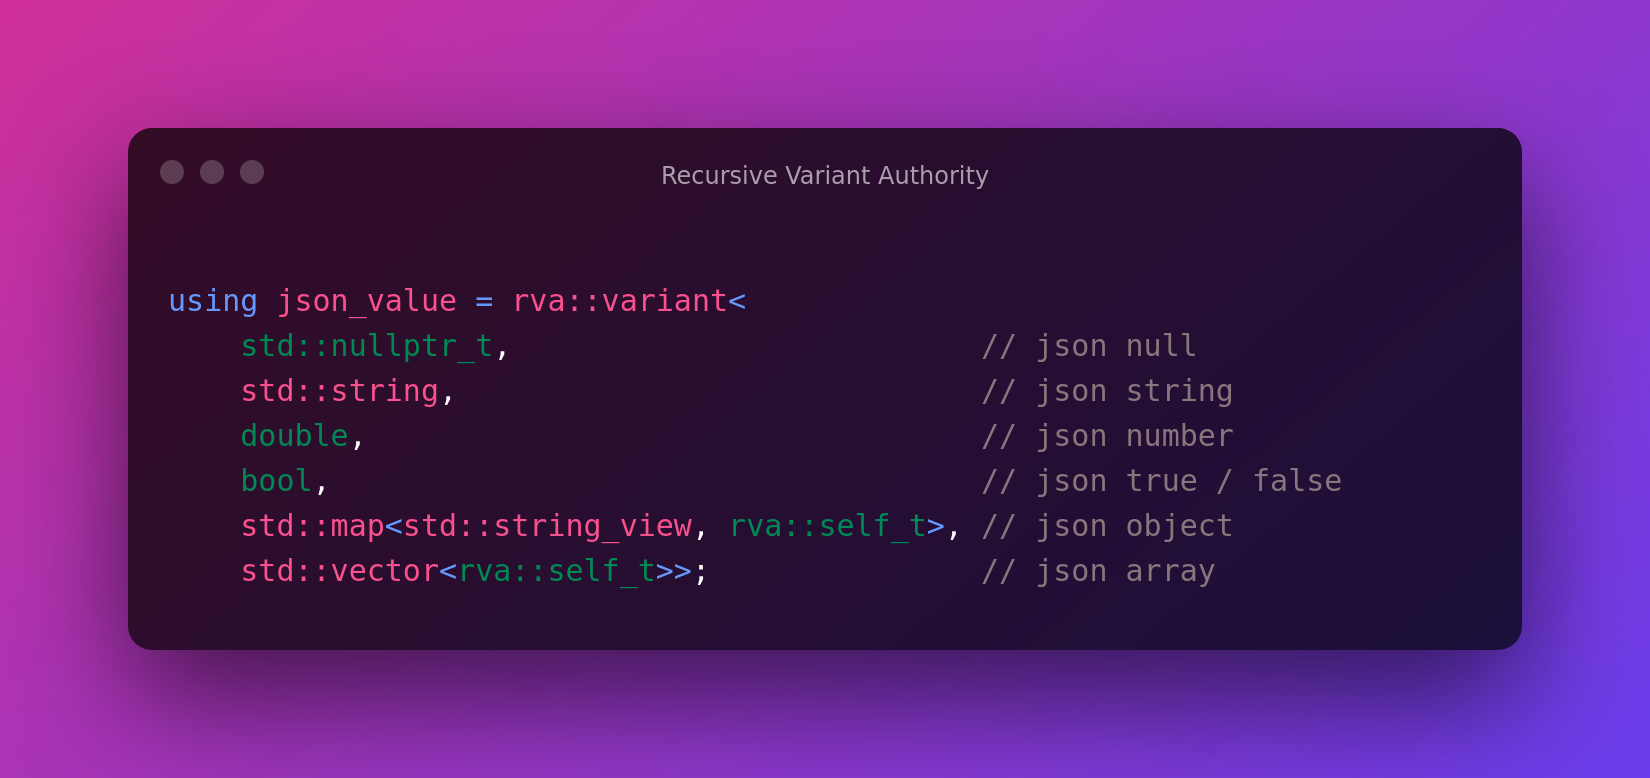 Recursive Variant Authority
using json_value = rva::variant<
    std::nullptr_t,                          // json null
    std::string,                             // json string
    double,                                  // json number
    bool,                                    // json true / false
    std::map<std::string_view, rva::self_t>, // json object
    std::vector<rva::self_t>>;               // json array